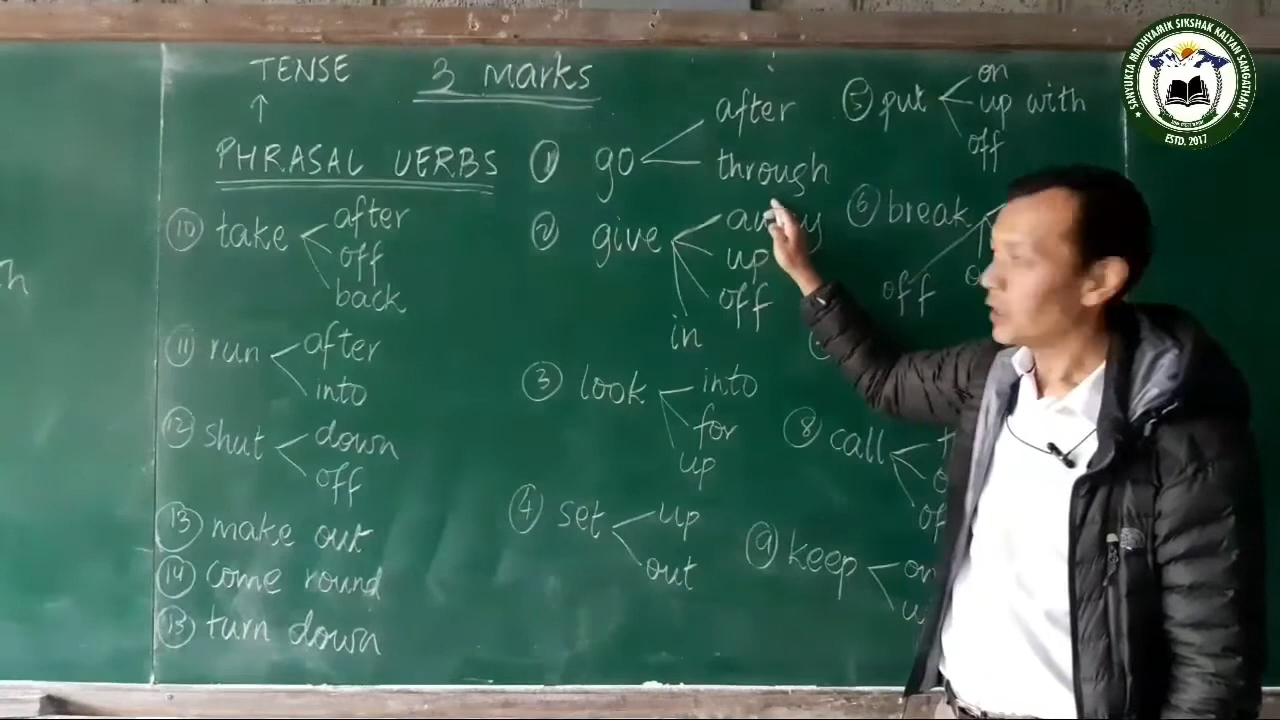 TENSE
3 marks
↑
PHRASAL VERBS
⑩ take after
off
back
⑪ run after
into
⑫ shut down
off
⑬ make out
⑭ come round
⑮ turn down
① go after
through
② give away
up
off
in
③ look into
for
up
④ set up
out
⑤ put on
up with
off
⑥ break
off
⑧ call
⑨ keep on
SANYUKTA MADHYAMIK SIKSHAK KALYAN SANGATHAN
ESTD. 2017